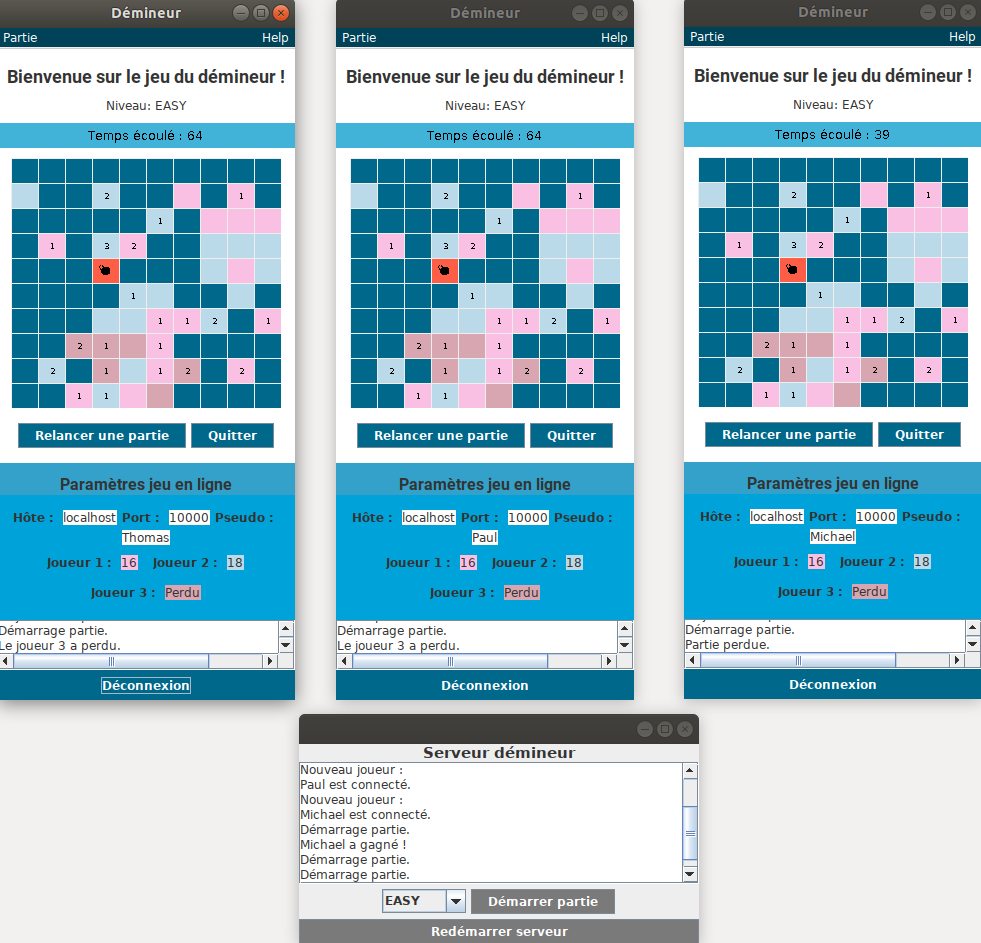 Démineur
Partie Help
Bienvenue sur le jeu du démineur !
Niveau: EASY
Temps écoulé : 64
2 1
1
1 3 2
1
1 1 2 1
2 1 1
2 1 1 2 2
1 1
Relancer une partie Quitter
Paramètres jeu en ligne
Hôte : localhost Port : 10000 Pseudo :
Thomas
Joueur 1 : 16 Joueur 2 : 18
Joueur 3 : Perdu
Démarrage partie.
Le joueur 3 a perdu.
Déconnexion
Démineur
Partie Help
Bienvenue sur le jeu du démineur !
Niveau: EASY
Temps écoulé : 64
2 1
1
1 3 2
1
1 1 2 1
2 1 1
2 1 1 2 2
1 1
Relancer une partie Quitter
Paramètres jeu en ligne
Hôte : localhost Port : 10000 Pseudo :
Paul
Joueur 1 : 16 Joueur 2 : 18
Joueur 3 : Perdu
Démarrage partie.
Le joueur 3 a perdu.
Déconnexion
Démineur
Partie Help
Bienvenue sur le jeu du démineur !
Niveau: EASY
Temps écoulé : 39
2 1
1
1 3 2
1
1 1 2 1
2 1 1
2 1 1 2 2
1 1
Relancer une partie Quitter
Paramètres jeu en ligne
Hôte : localhost Port : 10000 Pseudo :
Michael
Joueur 1 : 16 Joueur 2 : 18
Joueur 3 : Perdu
Démarrage partie.
Partie perdue.
Déconnexion
Serveur démineur
Nouveau joueur :
Paul est connecté.
Nouveau joueur :
Michael est connecté.
Démarrage partie.
Michael a gagné !
Démarrage partie.
Démarrage partie.
EASY Démarrer partie
Redémarrer serveur